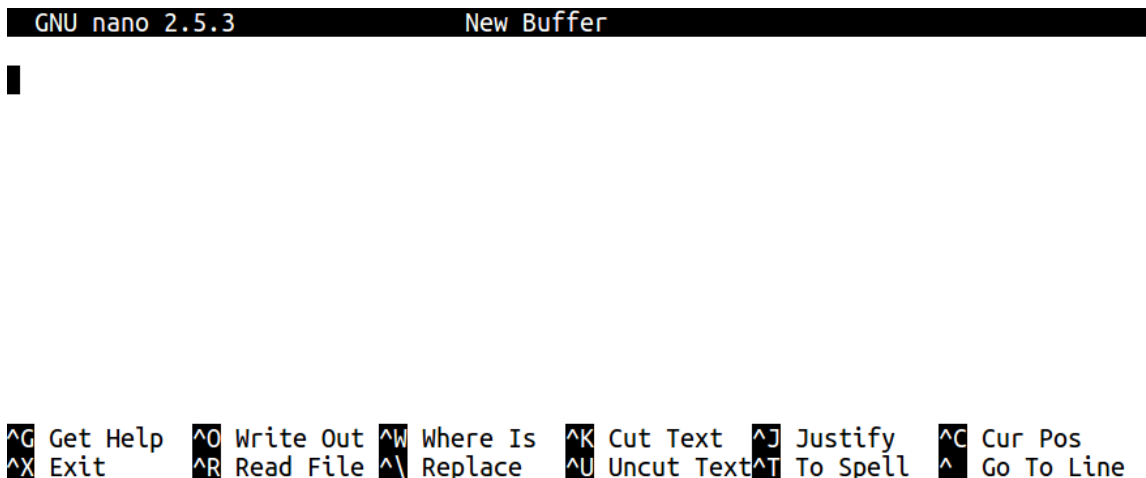 GNU nano 2.5.3 New Buffer
^G Get Help ^O Write Out ^W Where Is ^K Cut Text ^J Justify ^C Cur Pos
^X Exit ^R Read File ^\ Replace ^U Uncut Text ^T To Spell ^ Go To Line